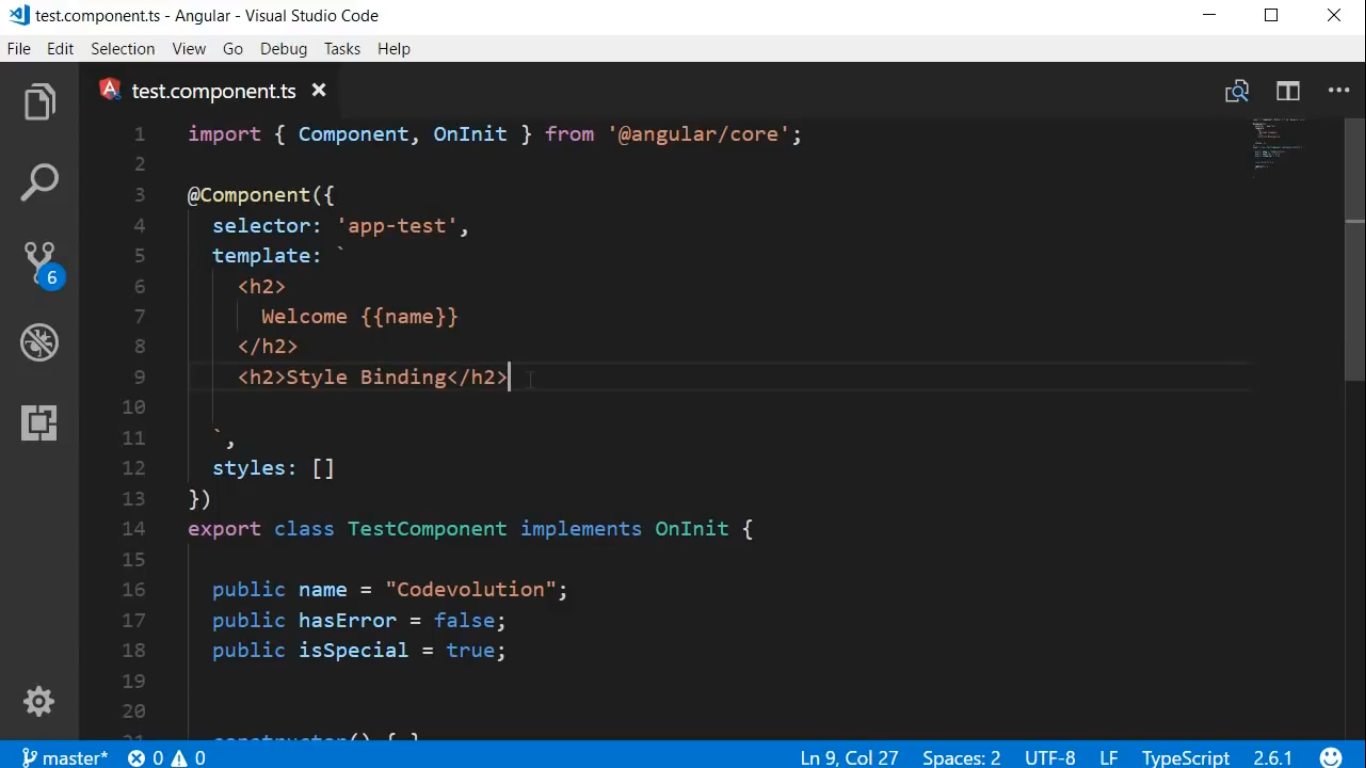 test.component.ts - Angular - Visual Studio Code
File Edit Selection View Go Debug Tasks Help
test.component.ts
1 import { Component, OnInit } from '@angular/core';
2
3 @Component({
4 selector: 'app-test',
5 template: `
6 <h2>
7 Welcome {{name}}
8 </h2>
9 <h2>Style Binding</h2>
10
11 `,
12 styles: []
13 })
14 export class TestComponent implements OnInit {
15
16 public name = "Codevolution";
17 public hasError = false;
18 public isSpecial = true;
19
20
21 constructor() { }
6
master* 0 0 Ln 9, Col 27 Spaces: 2 UTF-8 LF TypeScript 2.6.1